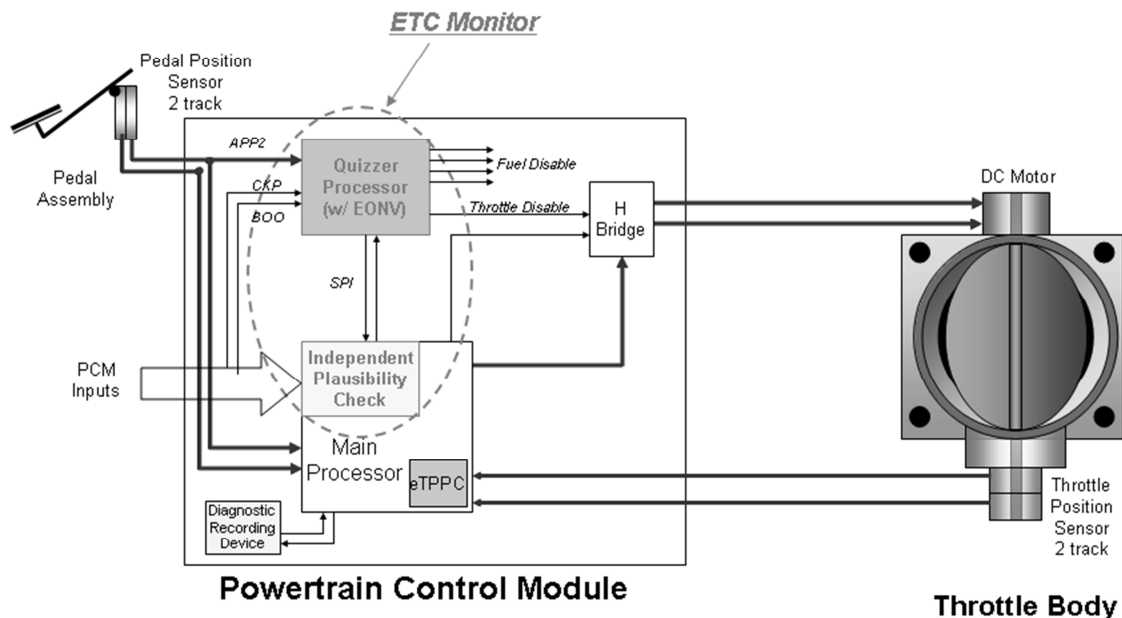 ETC Monitor
Pedal Position
Sensor
2 track
Pedal
Assembly
APP2
CKP
BOO
Quizzer
Processor
(w/ EONV)
Fuel Disable
Throttle Disable
H
Bridge
DC Motor
SPI
PCM
Inputs
Independent
Plausibility
Check
Main
Processor
eTPPC
Diagnostic
Recording
Device
Throttle
Position
Sensor
2 track
Powertrain Control Module
Throttle Body